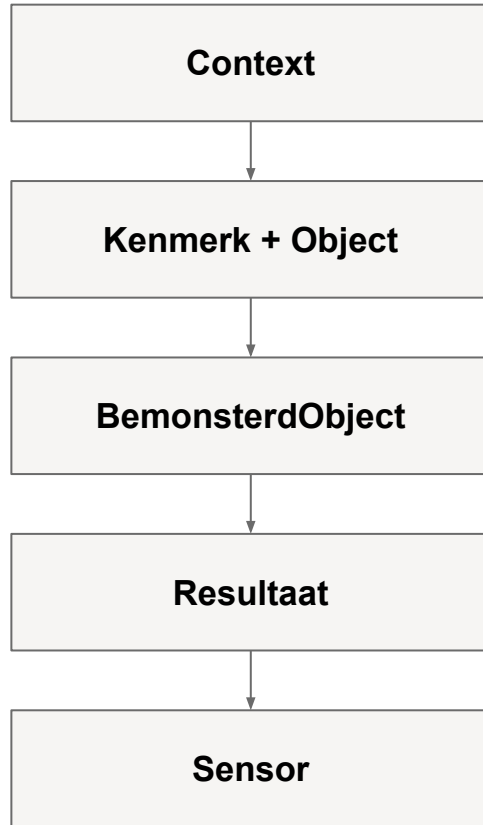 Context
Kenmerk + Object
BemonsterdObject
Resultaat
Sensor